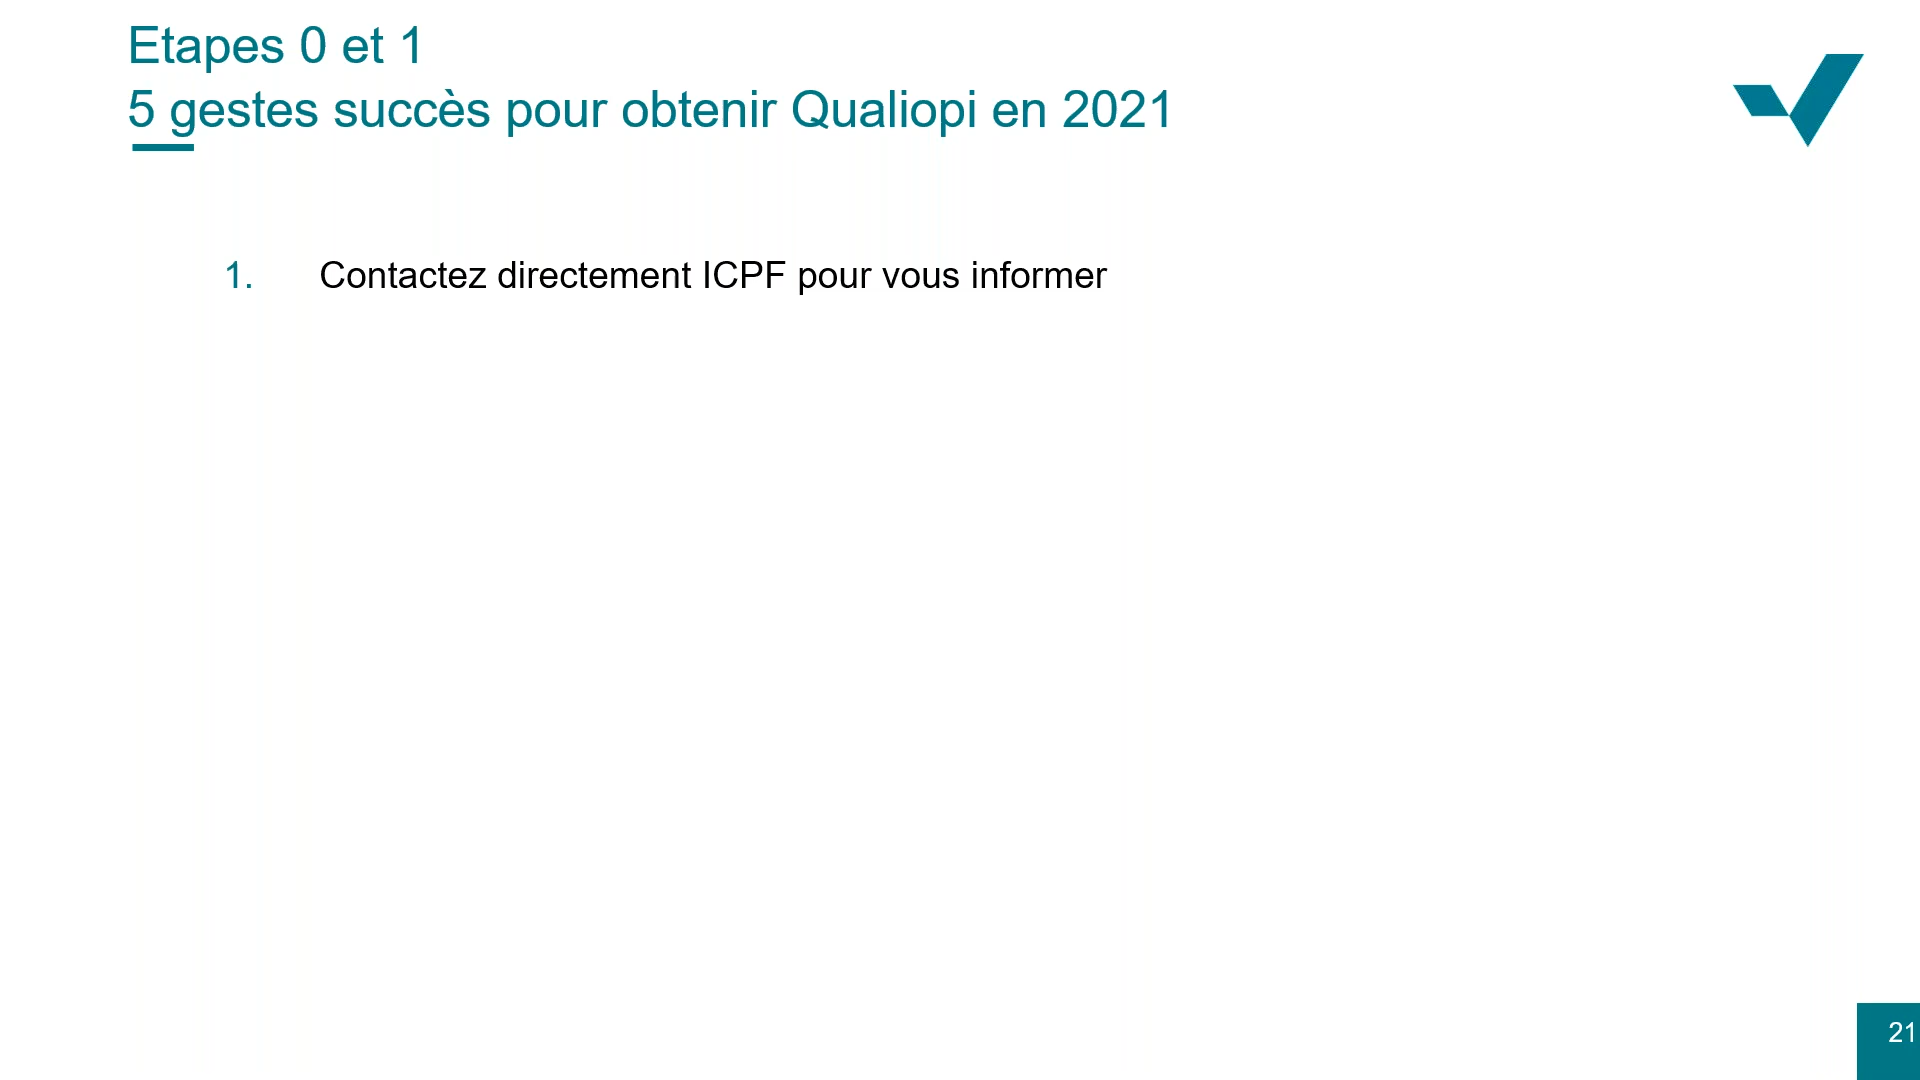 Etapes 0 et 1
5 gestes succès pour obtenir Qualiopi en 2021
1. Contactez directement ICPF pour vous informer
21